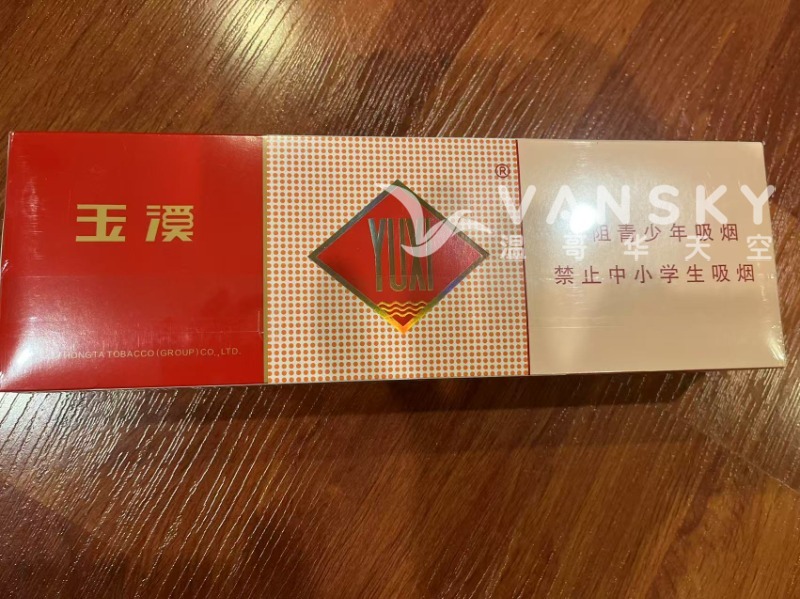 玉溪
HONGTA TOBACCO (GROUP) CO., LTD.
YUXI
®
VANSKY
温哥华天空
阻青少年吸烟
禁止中小学生吸烟